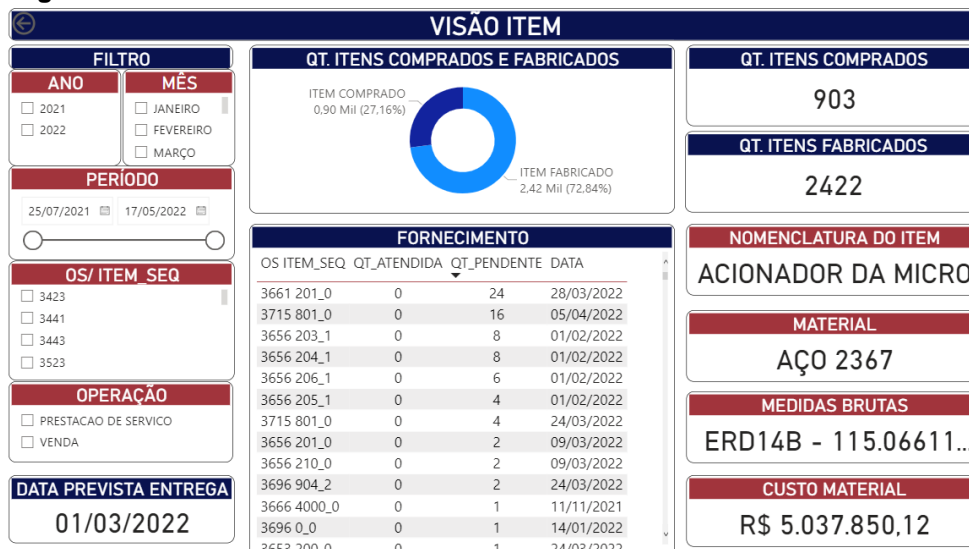 VISÃO ITEM
FILTRO
ANO
2021
2022
MÊS
JANEIRO
FEVEREIRO
MARÇO
PERÍODO
25/07/2021 17/05/2022
OS/ ITEM_SEQ
3423
3441
3443
3523
OPERAÇÃO
PRESTACAO DE SERVICO
VENDA
DATA PREVISTA ENTREGA
01/03/2022
QT. ITENS COMPRADOS E FABRICADOS
ITEM COMPRADO
0,90 Mil (27,16%)
ITEM FABRICADO
2,42 Mil (72,84%)
FORNECIMENTO
OS ITEM_SEQ QT_ATENDIDA QT_PENDENTE DATA
3661 201_0 0 24 28/03/2022
3715 801_0 0 16 05/04/2022
3656 203_1 0 8 01/02/2022
3656 204_1 0 8 01/02/2022
3656 206_1 0 6 01/02/2022
3656 205_1 0 4 01/02/2022
3715 801_0 0 4 24/03/2022
3656 201_0 0 2 09/03/2022
3656 210_0 0 2 09/03/2022
3696 904_2 0 2 24/03/2022
3666 4000_0 0 1 11/11/2021
3696 0_0 0 1 14/01/2022
3653 200_0 0 1 24/03/2022
QT. ITENS COMPRADOS
903
QT. ITENS FABRICADOS
2422
NOMENCLATURA DO ITEM
ACIONADOR DA MICRO
MATERIAL
AÇO 2367
MEDIDAS BRUTAS
ERD14B - 115.06611...
CUSTO MATERIAL
R$ 5.037.850,12